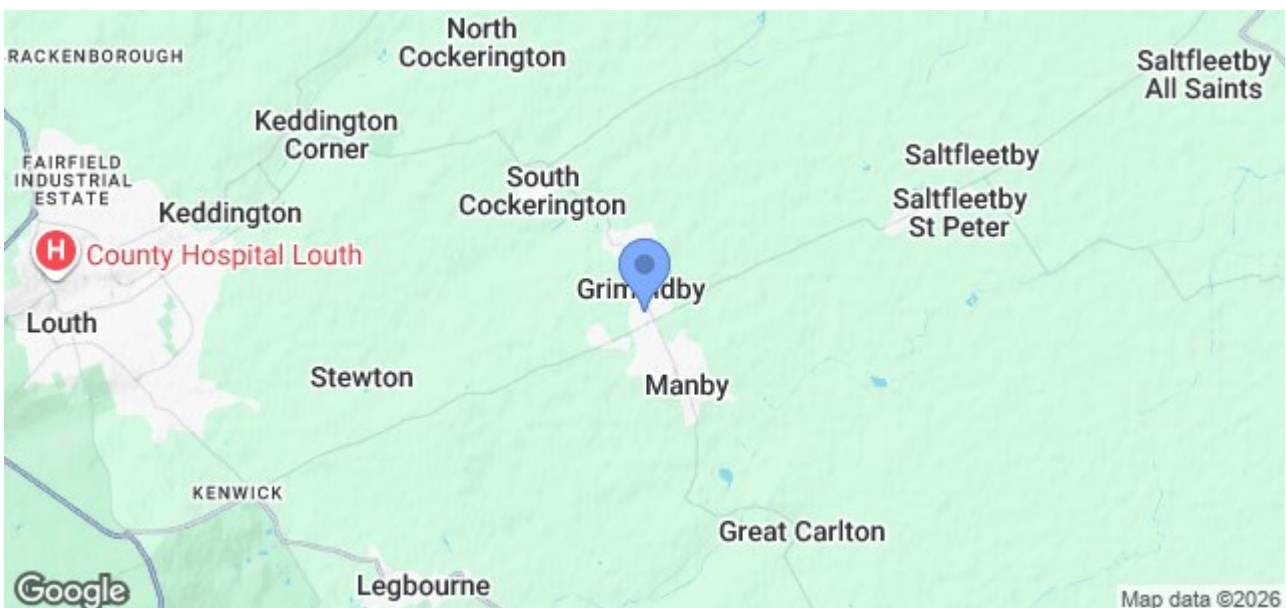 North
Cockerington
RACKENBOROUGH
Saltfleetby
All Saints
Keddington
Corner
FAIRFIELD
INDUSTRIAL
ESTATE
Saltfleetby
South
Cockerington
Keddington
Saltfleetby
St Peter
H
County Hospital Louth
Louth
Stewton
Manby
KENWICK
Great Carlton
Legbourne
Google
Map data ©2026